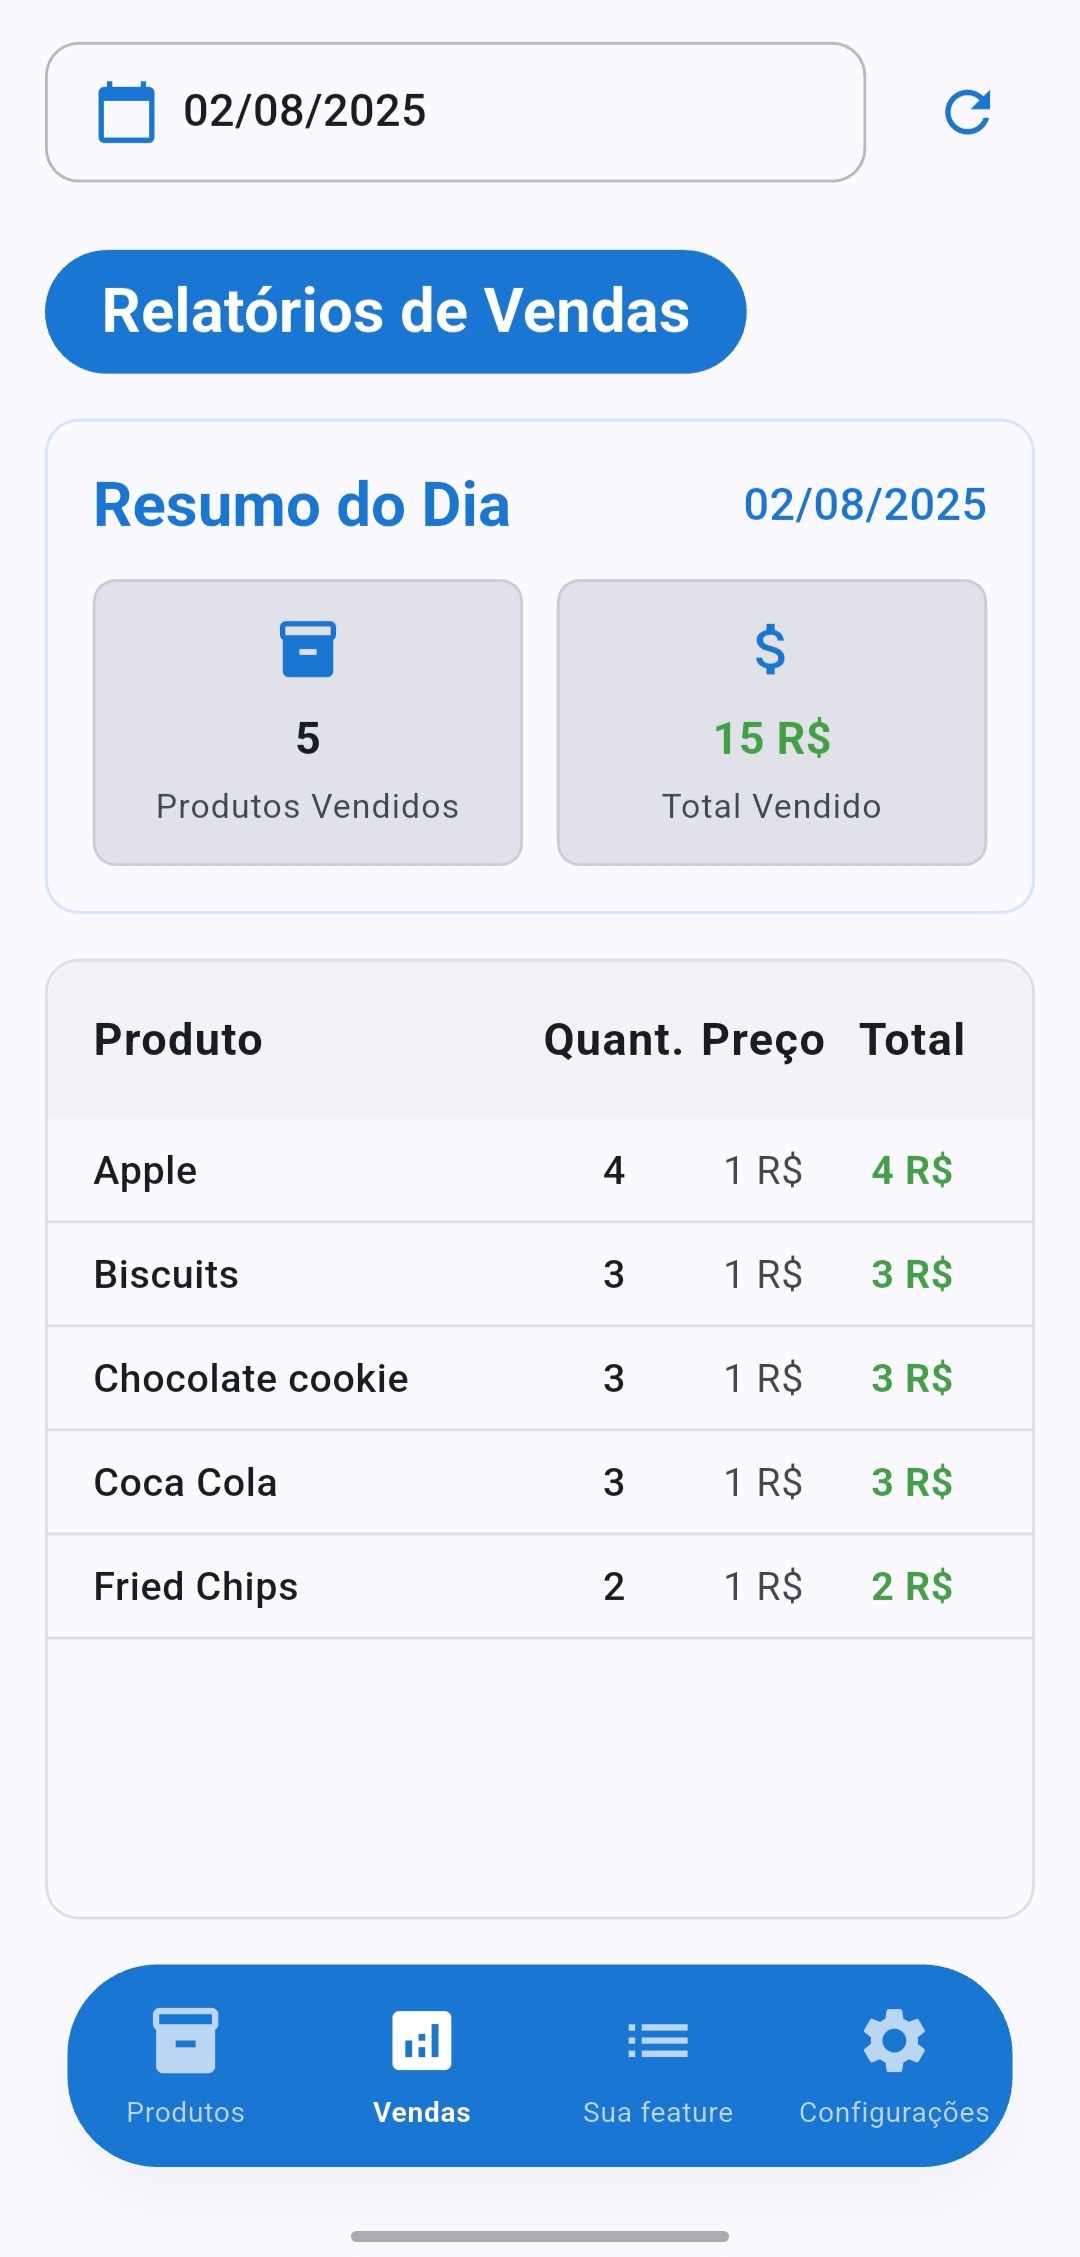 02/08/2025
Relatórios de Vendas
Resumo do Dia 02/08/2025
$
5 15 R$
Produtos Vendidos Total Vendido
Produto Quant. Preço Total
Apple 4 1 R$ 4 R$
Biscuits 3 1 R$ 3 R$
Chocolate cookie 3 1 R$ 3 R$
Coca Cola 3 1 R$ 3 R$
Fried Chips 2 1 R$ 2 R$
Produtos Vendas Sua feature Configurações